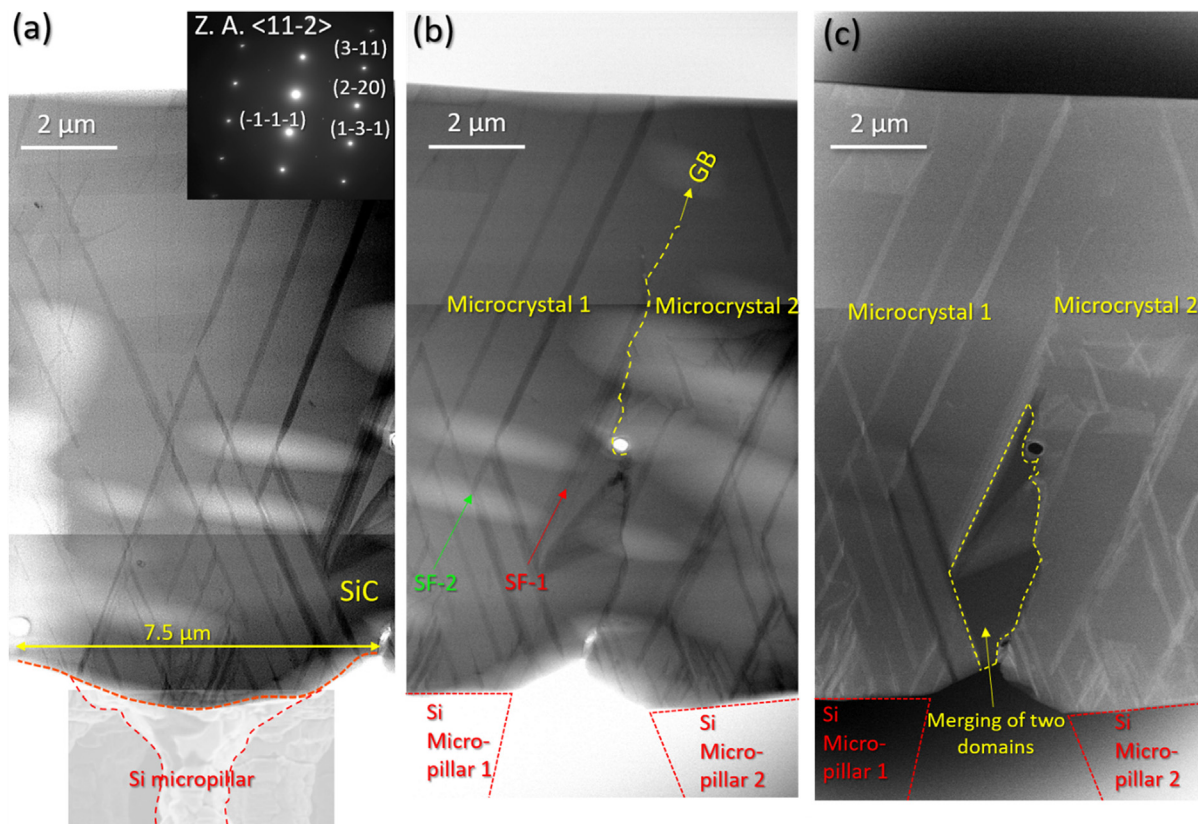 (a)
Z. A. <11-2>
(3-11)
(2-20)
(-1-1-1)
(1-3-1)
2 μm
SiC
7.5 μm
Si micropillar
(b)
2 μm
GB
Microcrystal 1
Microcrystal 2
SF-2
SF-1
Si
Micro-
pillar 1
Si
Micro-
pillar 2
(c)
2 μm
Microcrystal 1
Microcrystal 2
Si
Micro-
pillar 1
Merging of two
domains
Si
Micro-
pillar 2